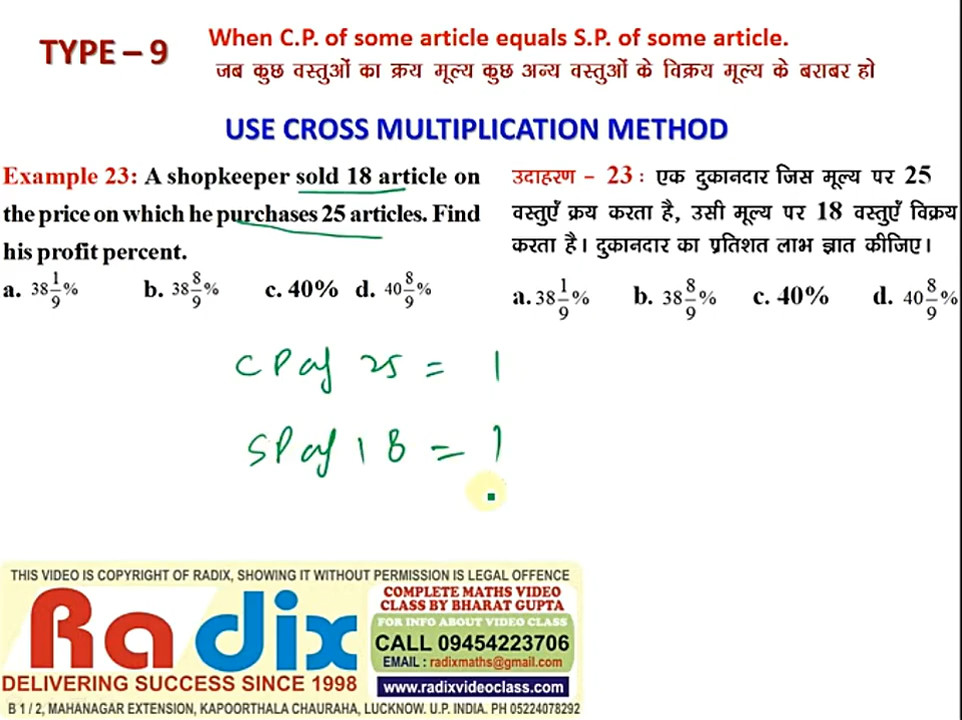 TYPE – 9
When C.P. of some article equals S.P. of some article.
जब कुछ वस्तुओं का क्रय मूल्य कुछ अन्य वस्तुओं के विक्रय मूल्य के बराबर हो
USE CROSS MULTIPLICATION METHOD
Example 23: A shopkeeper sold 18 article on
the price on which he purchases 25 articles. Find
his profit percent.
a. 38 1/9 % b. 38 8/9 % c. 40% d. 40 8/9 %
उदाहरण – 23 : एक दुकानदार जिस मूल्य पर 25
वस्तुएँ क्रय करता है, उसी मूल्य पर 18 वस्तुएँ विक्रय
करता है। दुकानदार का प्रतिशत लाभ ज्ञात कीजिए।
a. 38 1/9 % b. 38 8/9 % c. 40% d. 40 8/9 %
CP of 25 = 1
SP of 18 = 1
THIS VIDEO IS COPYRIGHT OF RADIX, SHOWING IT WITHOUT PERMISSION IS LEGAL OFFENCE
Radix
DELIVERING SUCCESS SINCE 1998
COMPLETE MATHS VIDEO
CLASS BY BHARAT GUPTA
FOR INFO ABOUT VIDEO CLASS
CALL 09454223706
EMAIL : radixmaths@gmail.com
www.radixvideoclass.com
B 1 / 2, MAHANAGAR EXTENSION, KAPOORTHALA CHAURAHA, LUCKNOW. U.P. INDIA. PH 05224078292